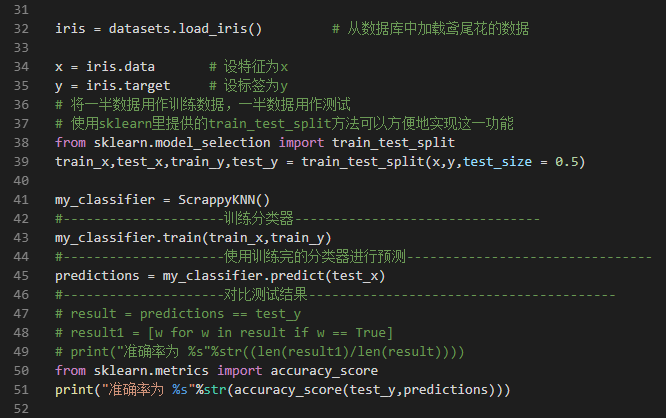 31
32 iris = datasets.load_iris() # 从数据库中加载鸢尾花的数据
33
34 x = iris.data # 设特征为x
35 y = iris.target # 设标签为y
36 # 将一半数据用作训练数据，一半数据用作测试
37 # 使用sklearn里提供的train_test_split方法可以方便地实现这一功能
38 from sklearn.model_selection import train_test_split
39 train_x,test_x,train_y,test_y = train_test_split(x,y,test_size = 0.5)
40
41 my_classifier = ScrappyKNN()
42 #---------------------训练分类器--------------------------------
43 my_classifier.train(train_x,train_y)
44 #---------------------使用训练完的分类器进行预测--------------------------------
45 predictions = my_classifier.predict(test_x)
46 #---------------------对比测试结果----------------------------------------
47 # result = predictions == test_y
48 # result1 = [w for w in result if w == True]
49 # print("准确率为 %s"%str((len(result1)/len(result))))
50 from sklearn.metrics import accuracy_score
51 print("准确率为 %s"%str(accuracy_score(test_y,predictions)))
52